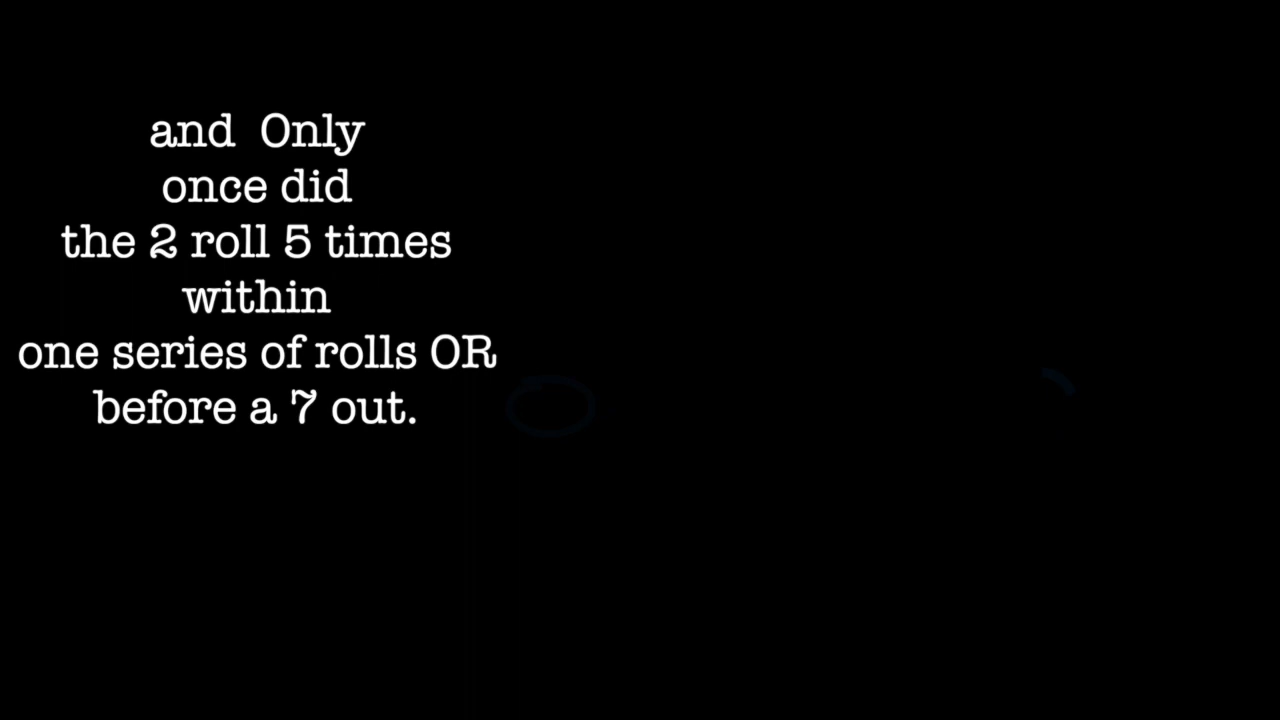 and  Only
once did
the 2 roll 5 times
within
one series of rolls OR
before a 7 out.